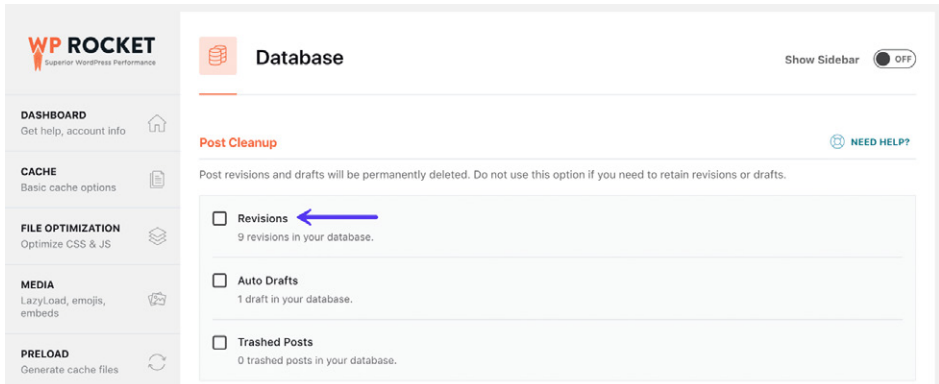 WP ROCKET
Superior WordPress Performance
DASHBOARD
Get help, account info
CACHE
Basic cache options
FILE OPTIMIZATION
Optimize CSS & JS
MEDIA
LazyLoad, emojis,
embeds
PRELOAD
Generate cache files
Database
Show Sidebar
OFF
Post Cleanup
NEED HELP?
Post revisions and drafts will be permanently deleted. Do not use this option if you need to retain revisions or drafts.
Revisions
9 revisions in your database.
Auto Drafts
1 draft in your database.
Trashed Posts
0 trashed posts in your database.